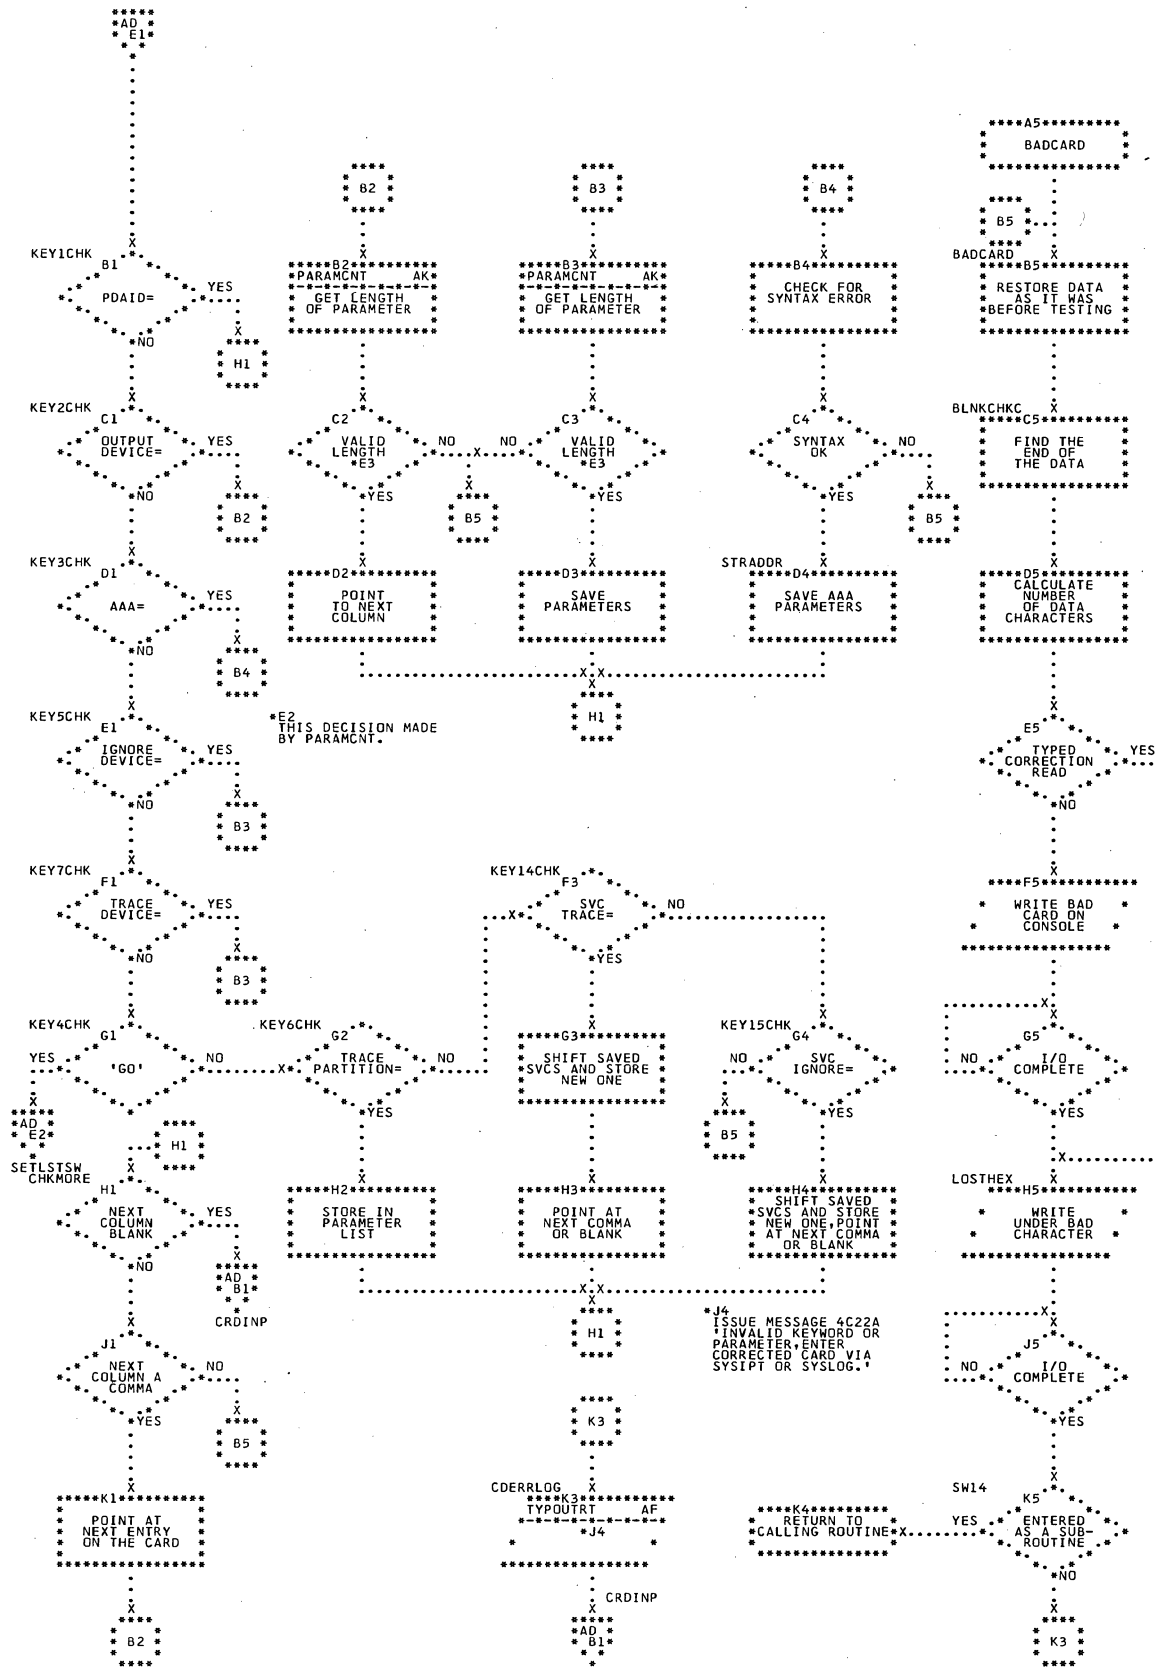 AD
E1
A5
BADCARD
B2
B3
B4
B5
KEY1CHK
B1
PDAID=
YES
NO
H1
B2
PARAMCNT AK
GET LENGTH
OF PARAMETER
B3
PARAMCNT AK
GET LENGTH
OF PARAMETER
B4
CHECK FOR
SYNTAX ERROR
BADCARD
B5
RESTORE DATA
AS IT WAS
BEFORE TESTING
KEY2CHK
C1
OUTPUT
DEVICE=
YES
NO
B2
C2
VALID
LENGTH
*E3
NO
YES
B5
C3
VALID
LENGTH
*E3
NO
YES
C4
SYNTAX
OK
NO
YES
B5
BLNKCHKC
C5
FIND THE
END OF
THE DATA
KEY3CHK
D1
AAA=
YES
NO
B4
D2
POINT
TO NEXT
COLUMN
D3
SAVE
PARAMETERS
STRADDR
D4
SAVE AAA
PARAMETERS
D5
CALCULATE
NUMBER
OF DATA
CHARACTERS
H1
KEY5CHK
E1
IGNORE
DEVICE=
YES
NO
B3
*E2
THIS DECISION MADE
BY PARAMCNT.
E5
TYPED
CORRECTION
READ
YES
NO
KEY7CHK
F1
TRACE
DEVICE=
YES
NO
B3
KEY14CHK
F3
SVC
TRACE=
NO
YES
F5
WRITE BAD
CARD ON
CONSOLE
KEY4CHK
G1
'GO'
YES
NO
AD
E2
SETLSTSW
KEY6CHK
G2
TRACE
PARTITION=
NO
YES
G3
SHIFT SAVED
SVCS AND STORE
NEW ONE
KEY15CHK
G4
SVC
IGNORE=
NO
YES
B5
G5
I/O
COMPLETE
NO
YES
H1
CHKMORE
H1
NEXT
COLUMN
BLANK
YES
NO
AD
B1
CRDINP
H2
STORE IN
PARAMETER
LIST
H3
POINT AT
NEXT COMMA
OR BLANK
H4
SHIFT SAVED
SVCS AND STORE
NEW ONE,POINT
AT NEXT COMMA
OR BLANK
LOSTHEX
H5
WRITE
UNDER BAD
CHARACTER
H1
J1
NEXT
COLUMN A
COMMA
NO
YES
B5
*J4
ISSUE MESSAGE 4C22A
'INVALID KEYWORD OR
PARAMETER,ENTER
CORRECTED CARD VIA
SYSIPT OR SYSLOG.'
J5
I/O
COMPLETE
NO
YES
K3
K1
POINT AT
NEXT ENTRY
ON THE CARD
CDERRLOG
K3
TYPOUTRT AF
*J4
K4
RETURN TO
CALLING ROUTINE
SW14
K5
ENTERED
AS A SUB-
ROUTINE
YES
NO
B2
CRDINP
AD
B1
K3